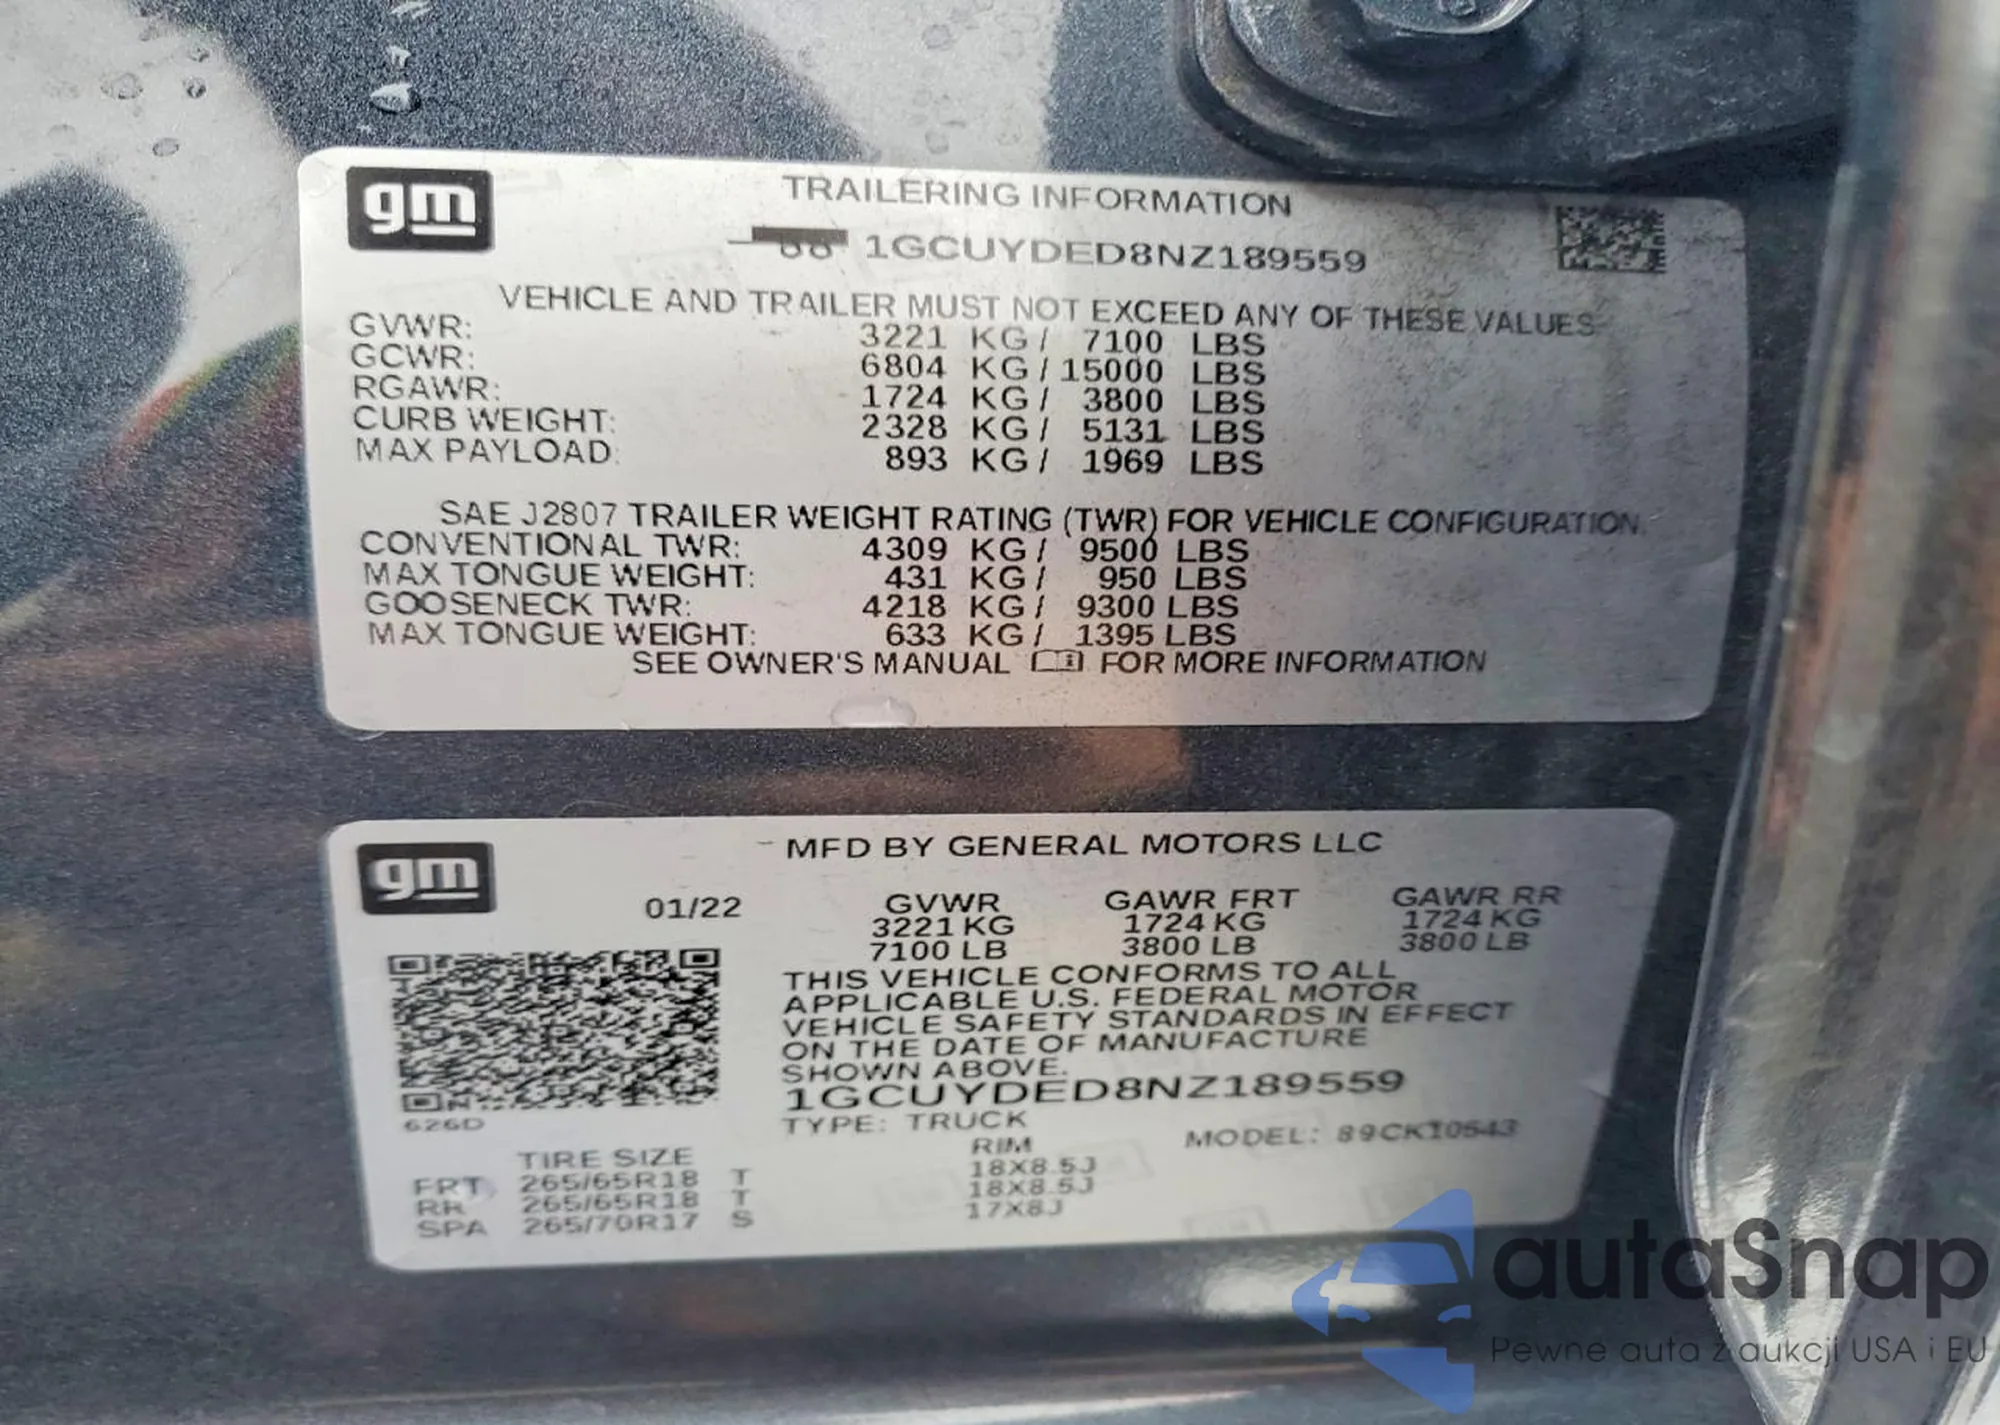 gm
TRAILERING INFORMATION
1GCUYDED8NZ189559
VEHICLE AND TRAILER MUST NOT EXCEED ANY OF THESE VALUES
GVWR: 3221 KG / 7100 LBS
GCWR: 6804 KG / 15000 LBS
RGAWR: 1724 KG / 3800 LBS
CURB WEIGHT: 2328 KG / 5131 LBS
MAX PAYLOAD: 893 KG / 1969 LBS
SAE J2807 TRAILER WEIGHT RATING (TWR) FOR VEHICLE CONFIGURATION.
CONVENTIONAL TWR: 4309 KG / 9500 LBS
MAX TONGUE WEIGHT: 431 KG / 950 LBS
GOOSENECK TWR: 4218 KG / 9300 LBS
MAX TONGUE WEIGHT: 633 KG / 1395 LBS
SEE OWNER'S MANUAL FOR MORE INFORMATION
gm
MFD BY GENERAL MOTORS LLC
01/22 GVWR GAWR FRT GAWR RR
3221 KG 1724 KG 1724 KG
7100 LB 3800 LB 3800 LB
THIS VEHICLE CONFORMS TO ALL
APPLICABLE U.S. FEDERAL MOTOR
VEHICLE SAFETY STANDARDS IN EFFECT
ON THE DATE OF MANUFACTURE
SHOWN ABOVE.
1GCUYDED8NZ189559
626D
TYPE: TRUCK MODEL: 89CK10543
TIRE SIZE RIM
FRT 265/65R18 T 18X8.5J
RR 265/65R18 T 18X8.5J
SPA 265/70R17 S 17X8J
autaSnap
Pewne auta z aukcji USA i EU